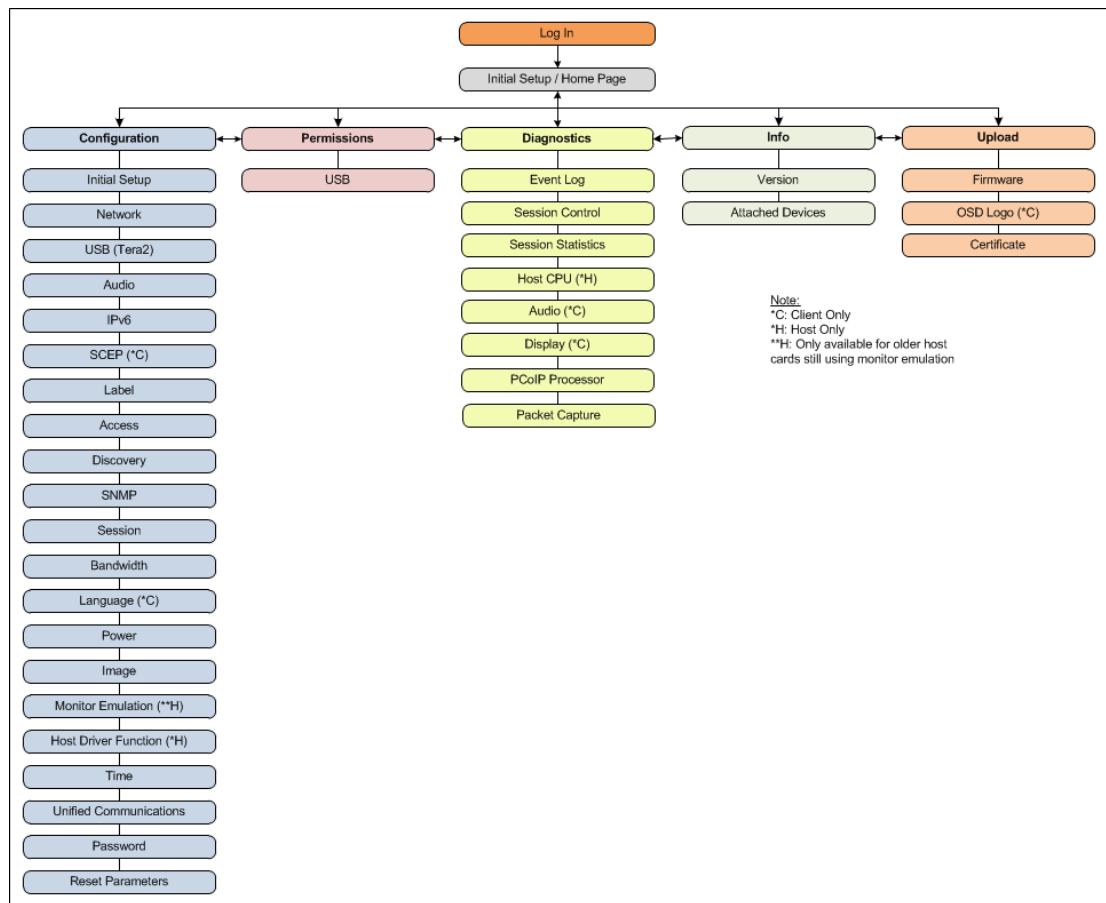 Log In
Initial Setup / Home Page
Configuration
Permissions
Diagnostics
Info
Upload
Initial Setup
Network
USB (Tera2)
Audio
IPv6
SCEP (*C)
Label
Access
Discovery
SNMP
Session
Bandwidth
Language (*C)
Power
Image
Monitor Emulation (**H)
Host Driver Function (*H)
Time
Unified Communications
Password
Reset Parameters
USB
Event Log
Session Control
Session Statistics
Host CPU (*H)
Audio (*C)
Display (*C)
PCoIP Processor
Packet Capture
Version
Attached Devices
Firmware
OSD Logo (*C)
Certificate
Note:
*C: Client Only
*H: Host Only
**H: Only available for older host
cards still using monitor emulation